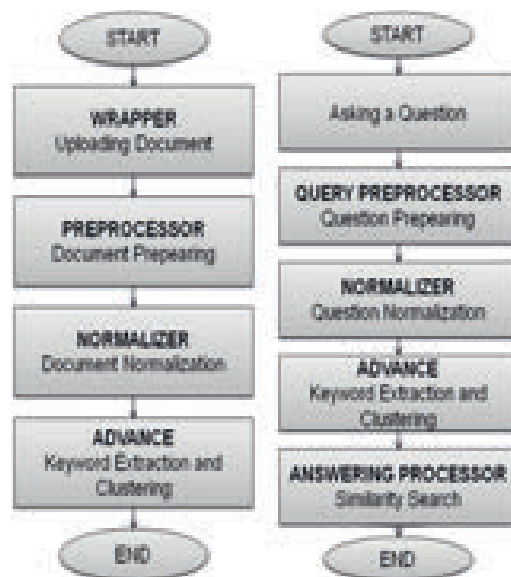 START
WRAPPER
Uploading Document
PREPROCESSOR
Document Prepearing
NORMALIZER
Document Normalization
ADVANCE
Keyword Extraction and
Clustering
END
START
Asking a Question
QUERY PREPROCESSOR
Question Prepearing
NORMALIZER
Question Normalization
ADVANCE
Keyword Extraction and
Clustering
ANSWERING PROCESSOR
Similarity Search
END